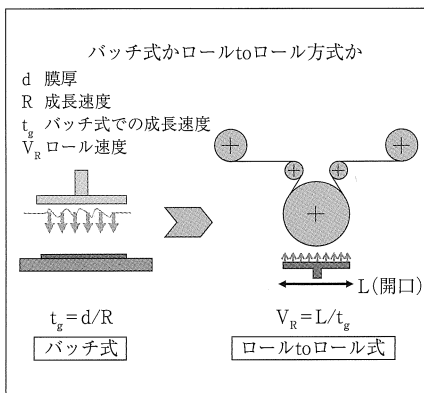 バッチ式かロールtoロール方式か
d 膜厚
R 成長速度
tg バッチ式での成長速度
VR ロール速度
L(開口)
tg=d/R
バッチ式
VR=L/tg
ロールtoロール式